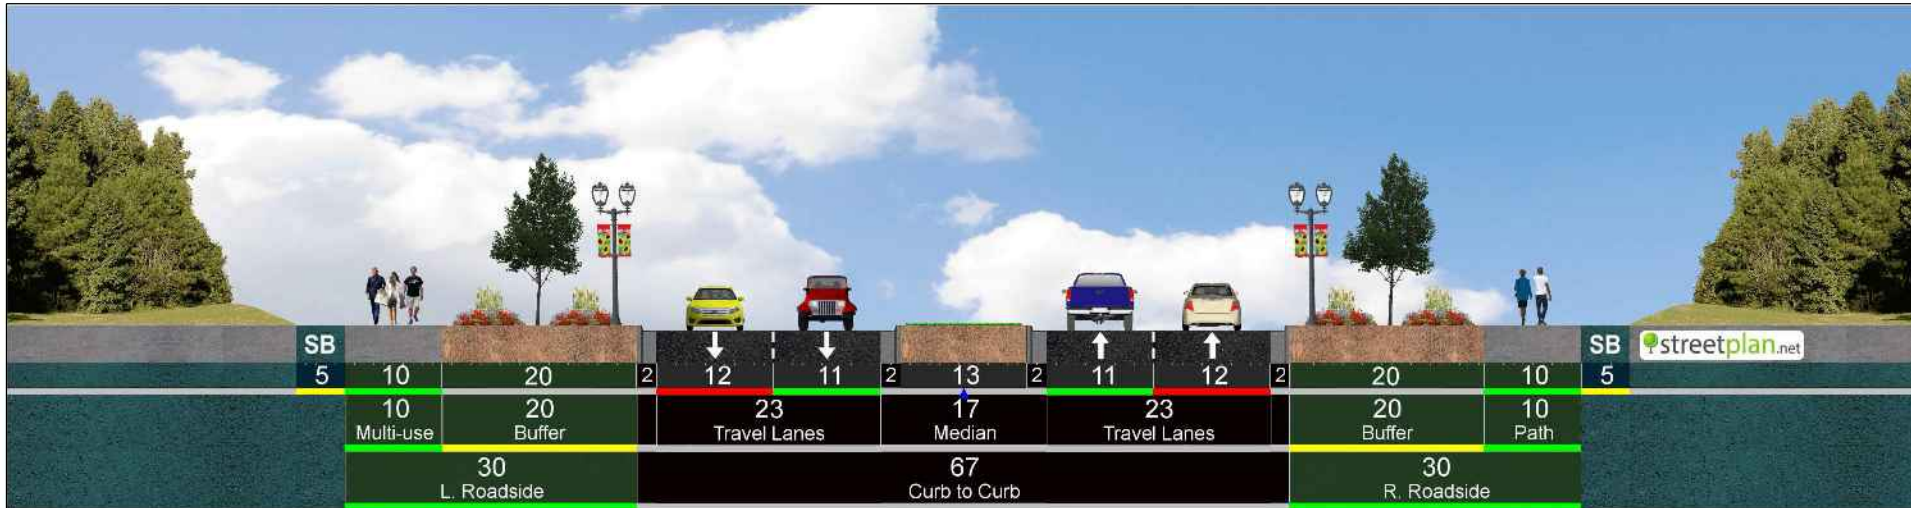 SB SB streetplan.net
5 10 20 2 12 11 2 13 2 11 12 2 20 10 5
10 20 23 17 23 20 10
Multi-use Buffer Travel Lanes Median Travel Lanes Buffer Path
30 67 30
L. Roadside Curb to Curb R. Roadside